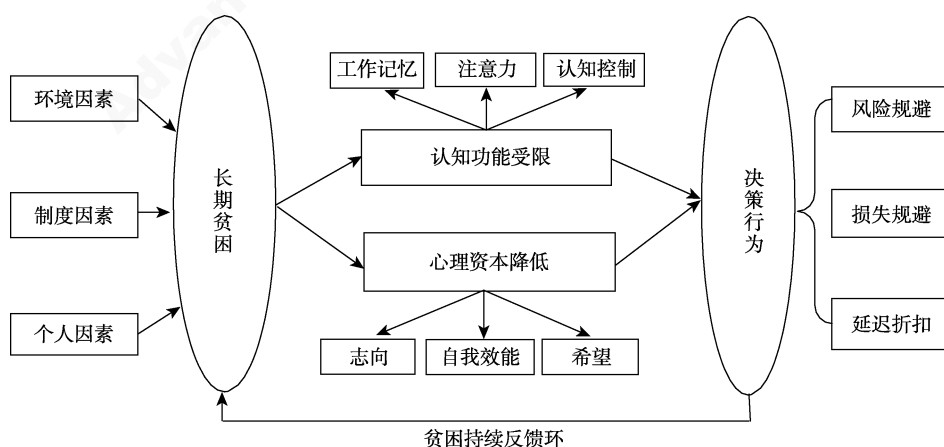 工作记忆
注意力
认知控制
环境因素
风险规避
认知功能受限
长期贫困
决策行为
制度因素
损失规避
心理资本降低
个人因素
延迟折扣
志向
自我效能
希望
贫困持续反馈环
Advan